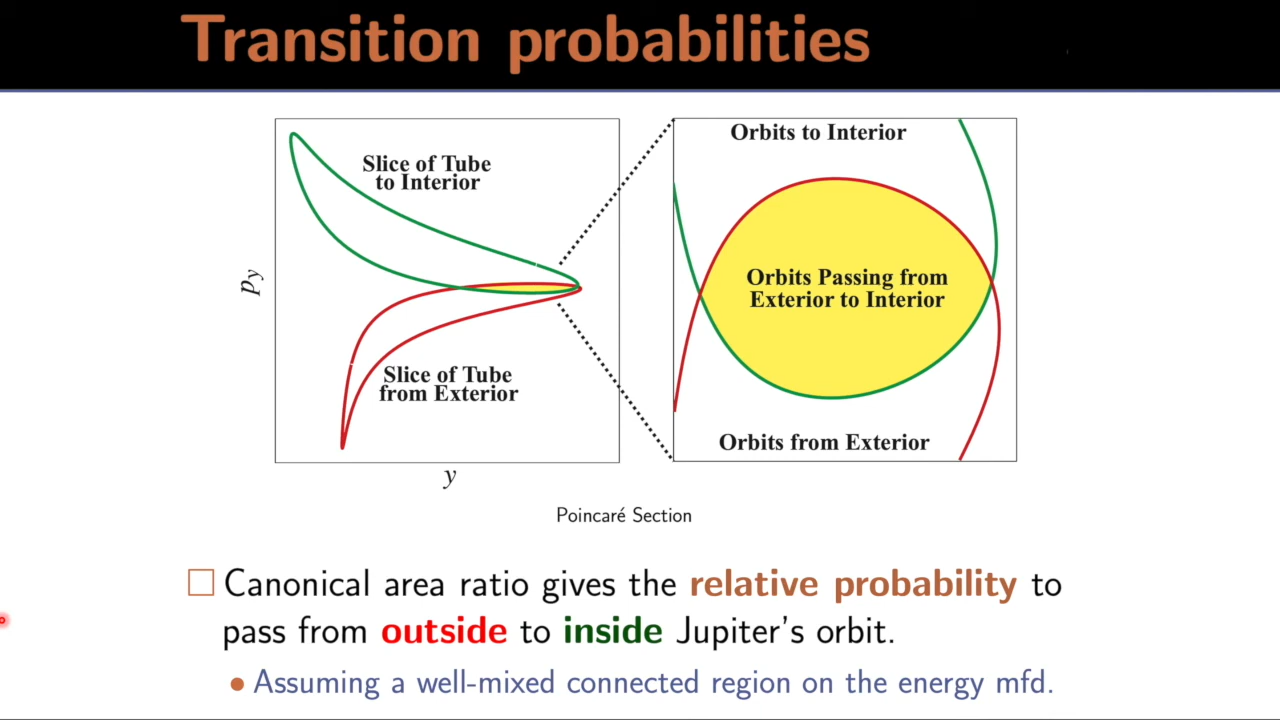 Transition probabilities
Slice of Tube
to Interior
Slice of Tube
from Exterior
p_y
y
Orbits to Interior
Orbits Passing from
Exterior to Interior
Orbits from Exterior
Poincaré Section
Canonical area ratio gives the relative probability to
pass from outside to inside Jupiter's orbit.
Assuming a well-mixed connected region on the energy mfd.